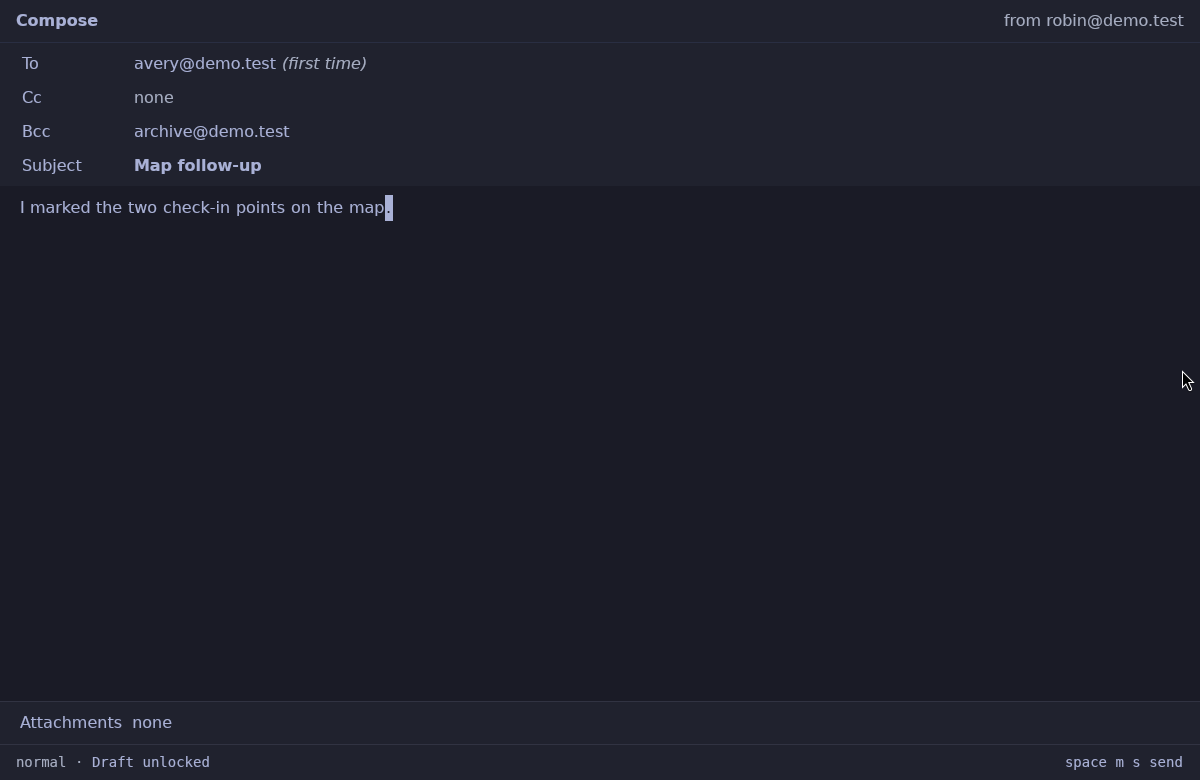 Compose from robin@demo.test
To avery@demo.test (first time)
Cc none
Bcc archive@demo.test
Subject Map follow-up
I marked the two check-in points on the map.
Attachments none
normal · Draft unlocked space m s send